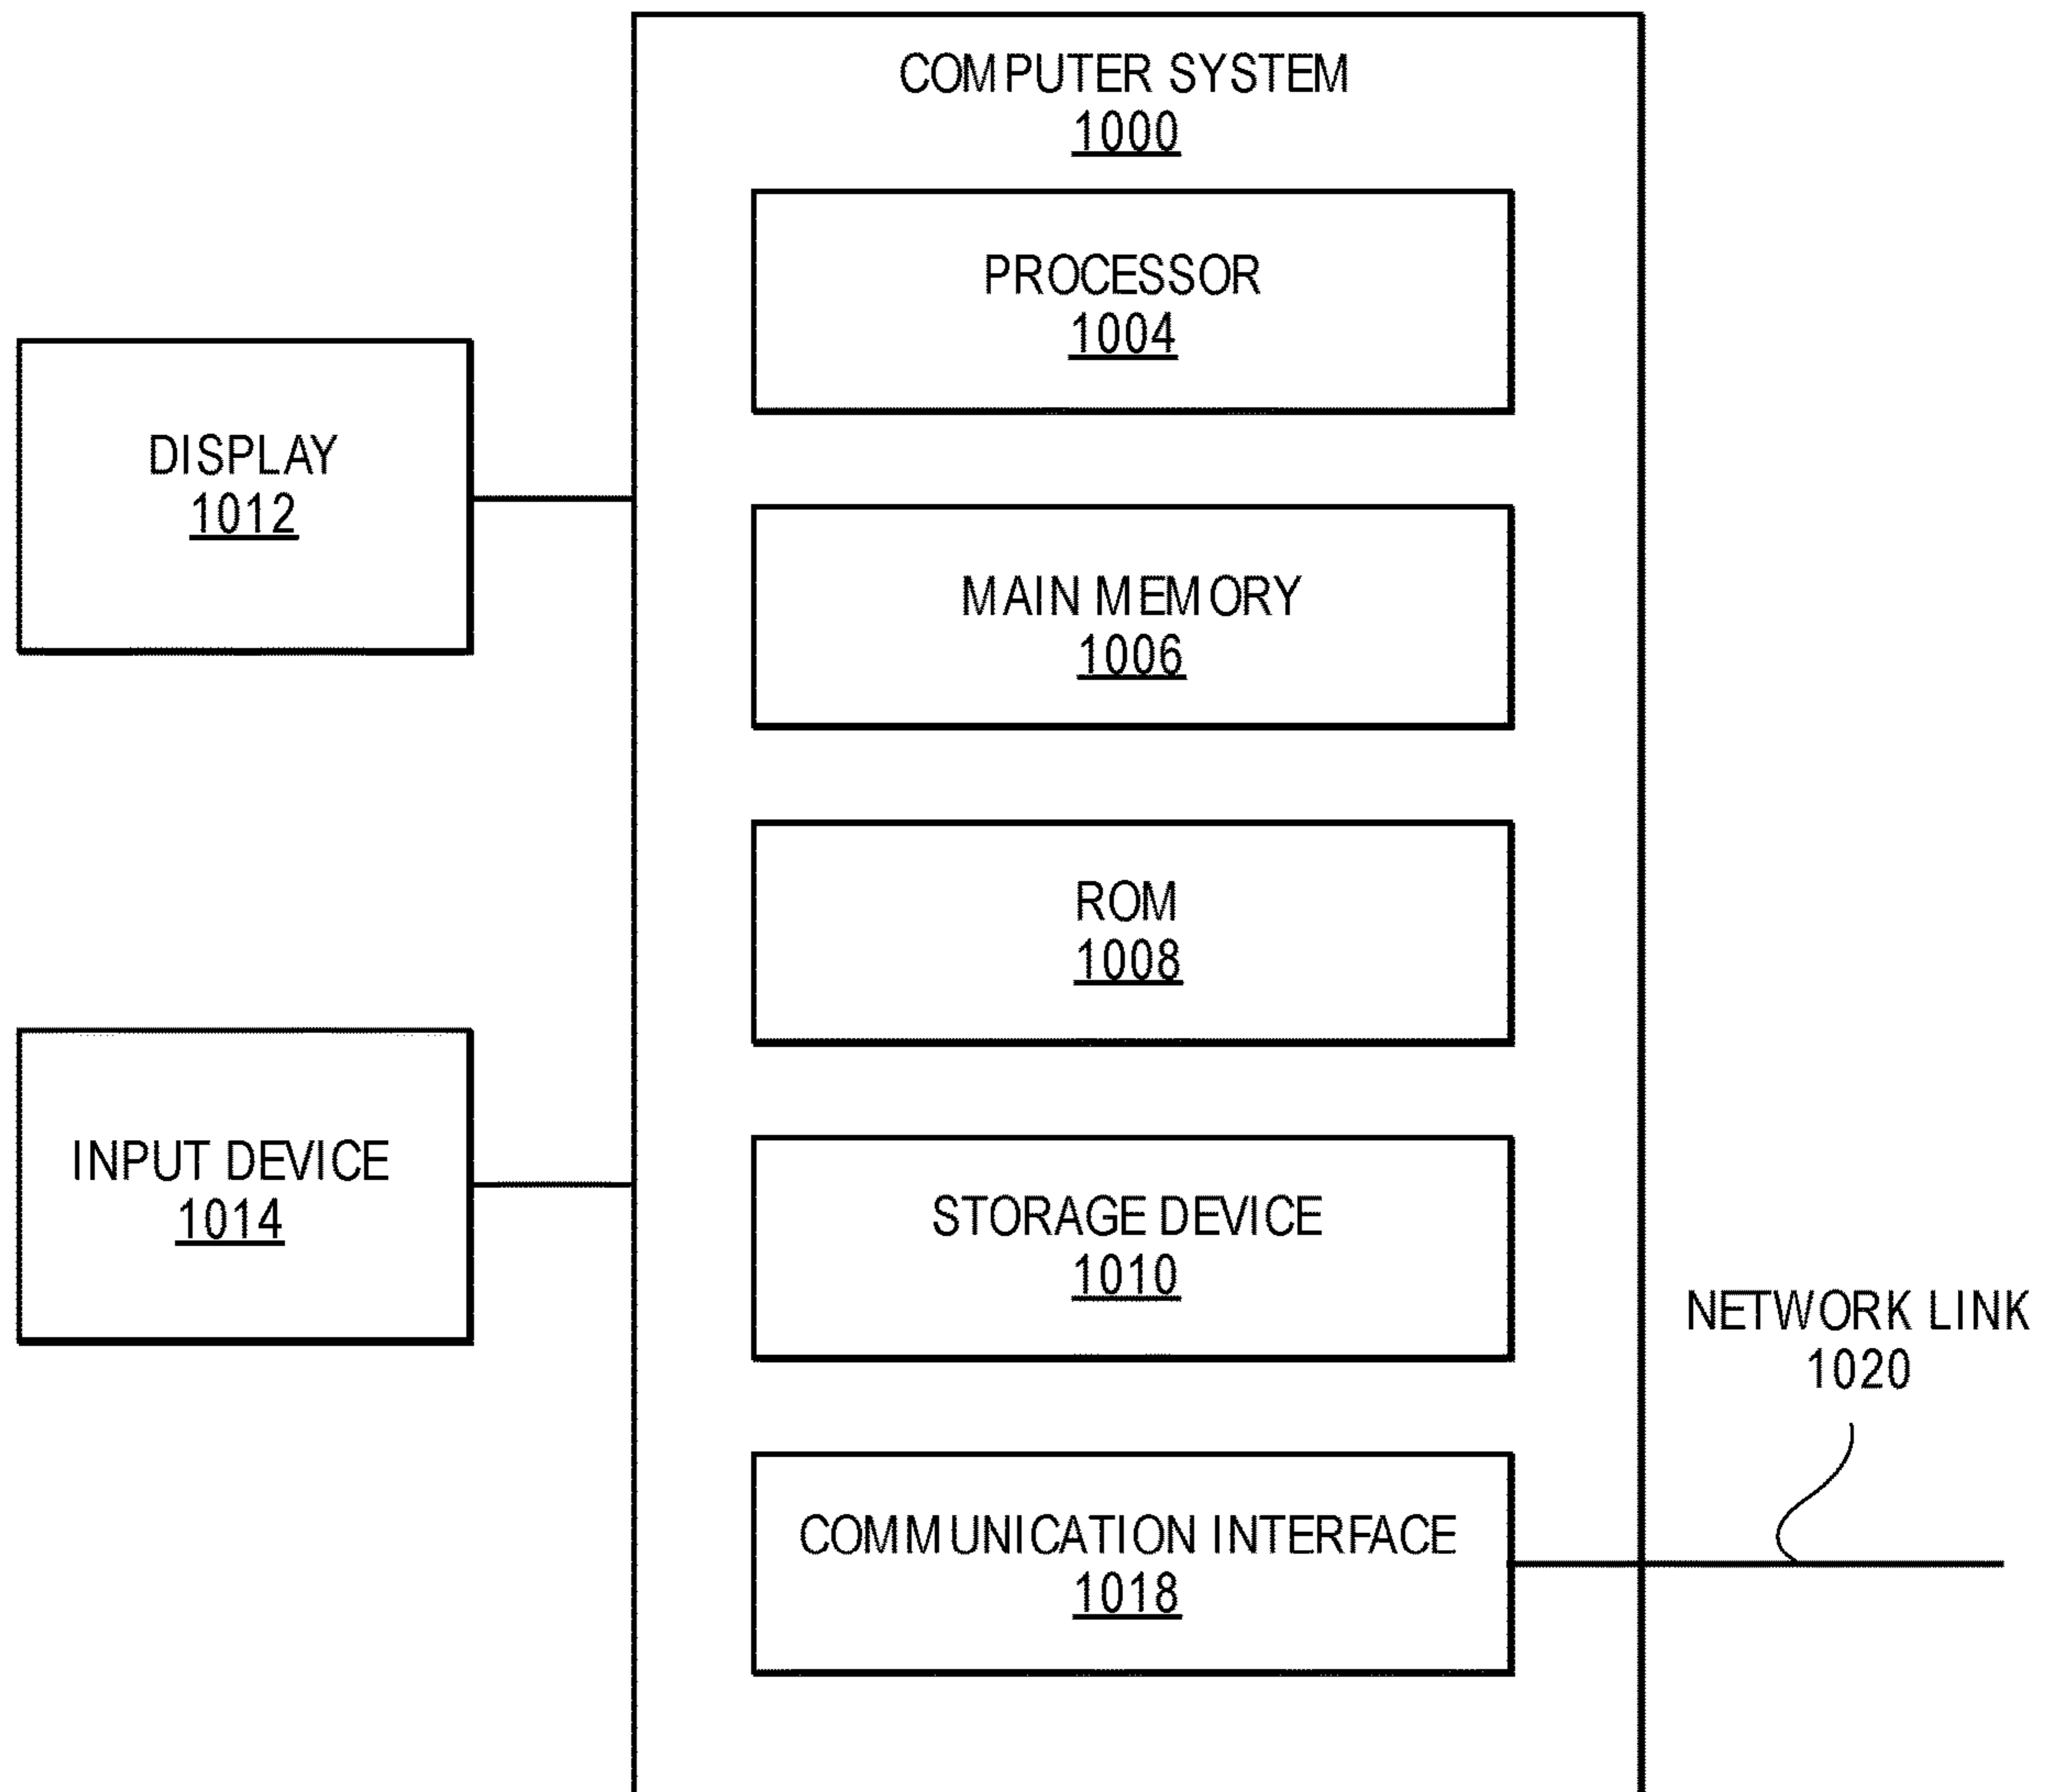 COMPUTER SYSTEM
1000
PROCESSOR
1004
DISPLAY
1012
MAIN MEMORY
1006
ROM
1008
INPUT DEVICE
1014
STORAGE DEVICE
1010
NETWORK LINK
1020
COMMUNICATION INTERFACE
1018